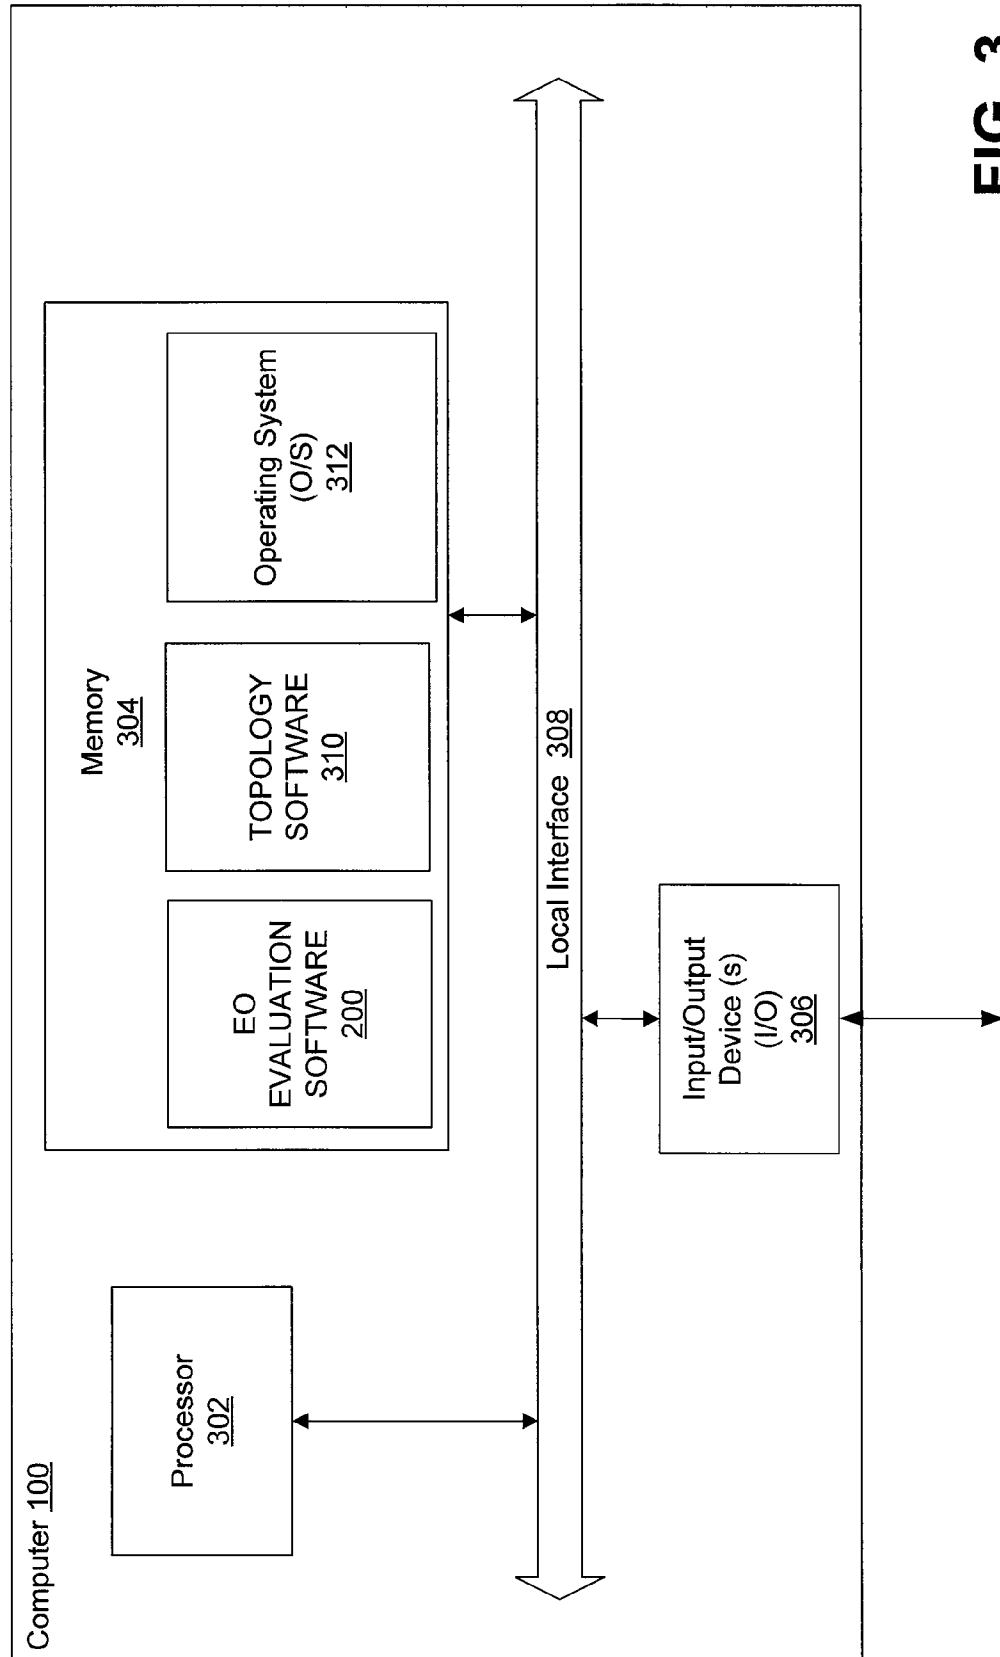 Computer 100
Processor
302
Memory
304
EO
EVALUATION
SOFTWARE
200
TOPOLOGY
SOFTWARE
310
Operating System
(O/S)
312
Local Interface 308
Input/Output
Device (s)
(I/O)
306
FIG 3